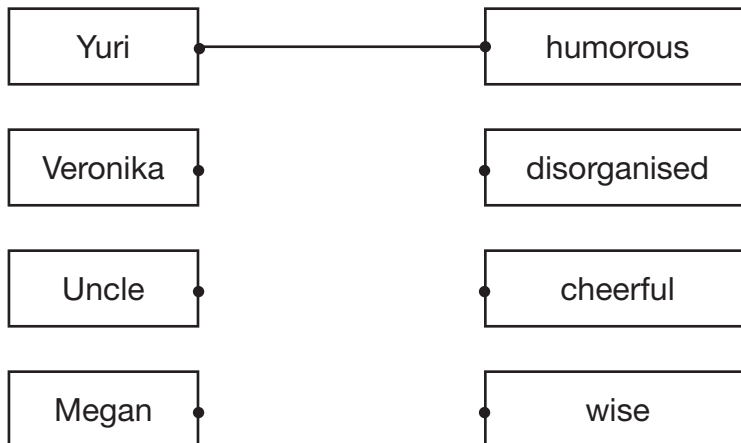 Yuri humorous
Veronika disorganised
Uncle cheerful
Megan wise